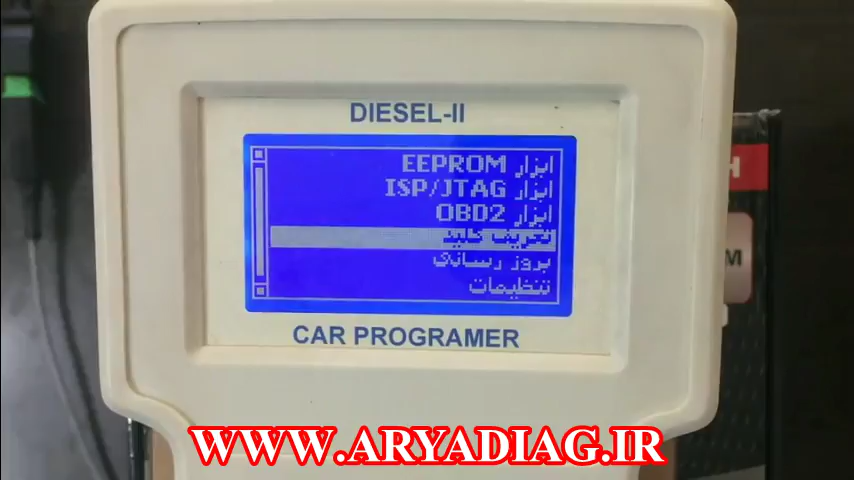 DIESEL-II
ابزار EEPROM
ابزار ISP/JTAG
ابزار OBD2
تعریف کلید
بروز رسانی
تنظیمات
CAR PROGRAMER
H
M
WWW.ARYADIAG.IR